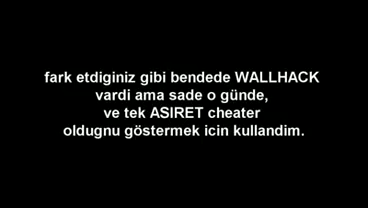 fark etdiginiz gibi bendede WALLHACK
vardi ama sade o günde,
ve tek ASIRET cheater
oldugnu göstermek icin kullandim.